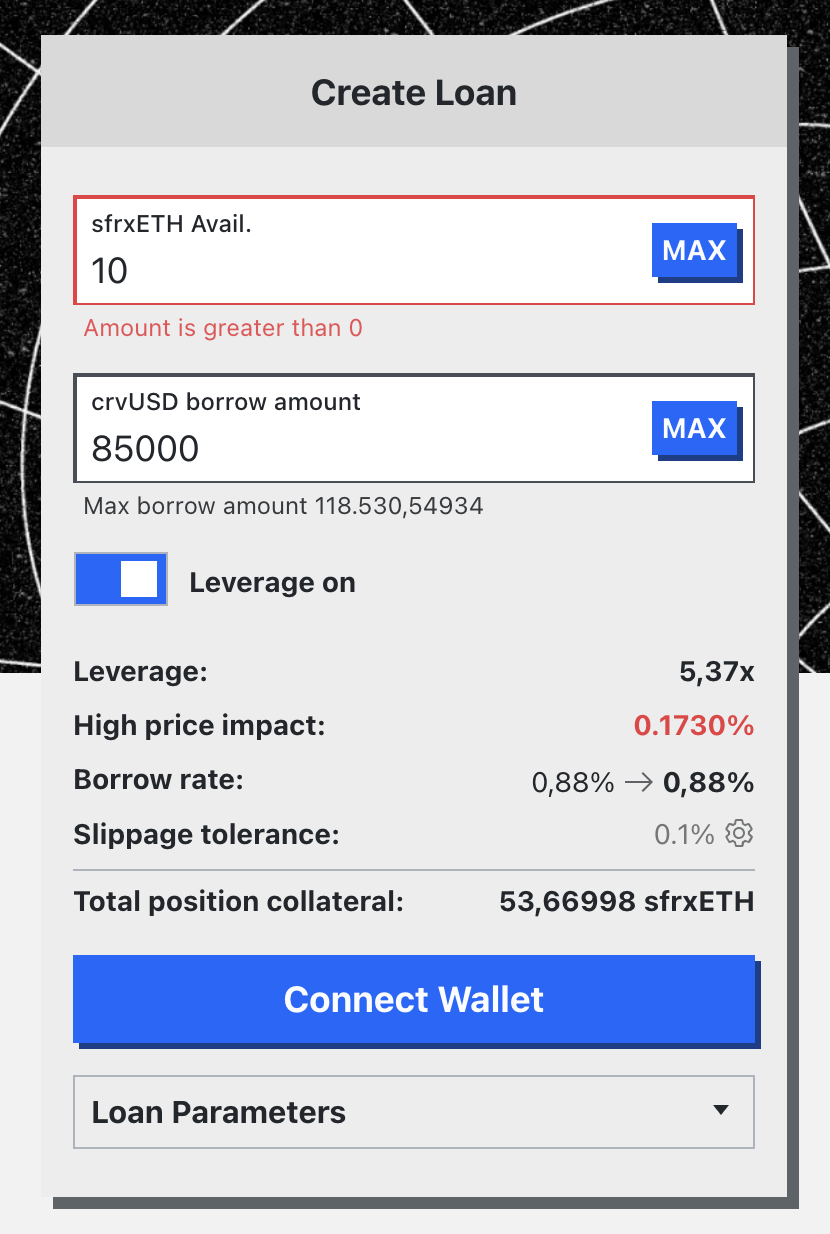 Create Loan
sfrxETH Avail.
10
MAX
Amount is greater than 0
crvUSD borrow amount
85000
MAX
Max borrow amount 118.530,54934
Leverage on
Leverage: 5,37x
High price impact: 0.1730%
Borrow rate: 0,88% → 0,88%
Slippage tolerance: 0.1%
Total position collateral: 53,66998 sfrxETH
Connect Wallet
Loan Parameters